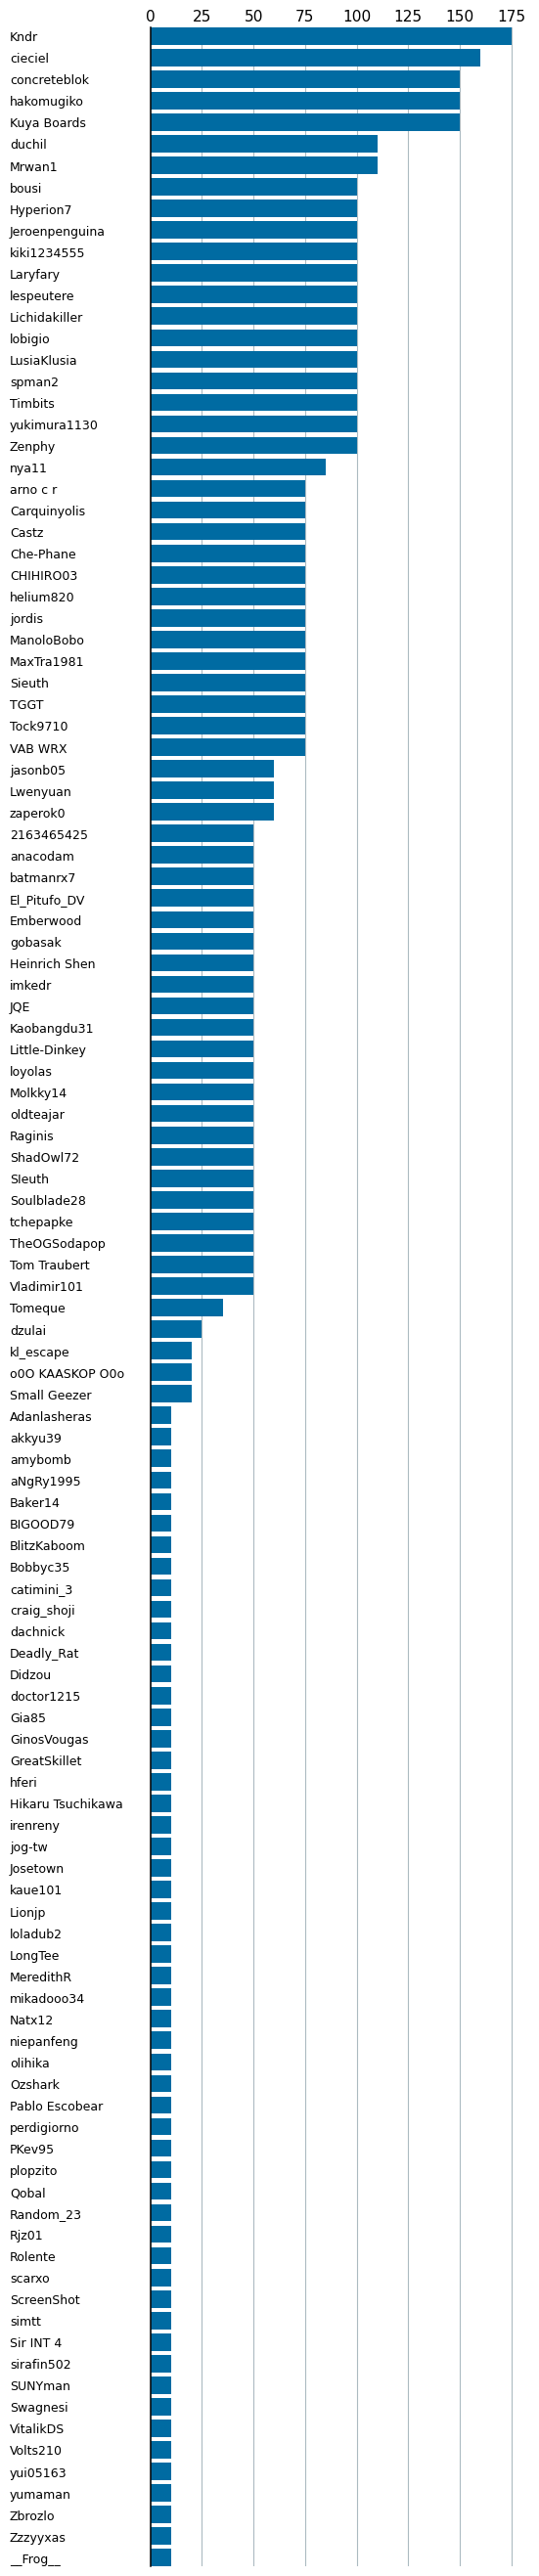 0 25 50 75 100 125 150 175
Kndr
cieciel
concreteblok
hakomugiko
Kuya Boards
duchil
Mrwan1
bousi
Hyperion7
Jeroenpenguina
kiki1234555
Laryfary
lespeutere
Lichidakiller
lobigio
LusiaKlusia
spman2
Timbits
yukimura1130
Zenphy
nya11
arno c r
Carquinyolis
Castz
Che-Phane
CHIHIRO03
helium820
jordis
ManoloBobo
MaxTra1981
Sieuth
TGGT
Tock9710
VAB WRX
jasonb05
Lwenyuan
zaperok0
2163465425
anacodam
batmanrx7
El_Pitufo_DV
Emberwood
gobasak
Heinrich Shen
imkedr
JQE
Kaobangdu31
Little-Dinkey
loyolas
Molkky14
oldteajar
Raginis
ShadOwl72
SIeuth
Soulblade28
tchepapke
TheOGSodapop
Tom Traubert
Vladimir101
Tomeque
dzulai
kl_escape
o0O KAASKOP O0o
Small Geezer
Adanlasheras
akkyu39
amybomb
aNgRy1995
Baker14
BIGOOD79
BlitzKaboom
Bobbyc35
catimini_3
craig_shoji
dachnick
Deadly_Rat
Didzou
doctor1215
Gia85
GinosVougas
GreatSkillet
hferi
Hikaru Tsuchikawa
irenreny
jog-tw
Josetown
kaue101
Lionjp
loladub2
LongTee
MeredithR
mikadooo34
Natx12
niepanfeng
olihika
Ozshark
Pablo Escobear
perdigiorno
PKev95
plopzito
Qobal
Random_23
Rjz01
Rolente
scarxo
ScreenShot
simtt
Sir INT 4
sirafin502
SUNYman
Swagnesi
VitalikDS
Volts210
yui05163
yumaman
Zbrozlo
Zzzyyxas
__Frog__